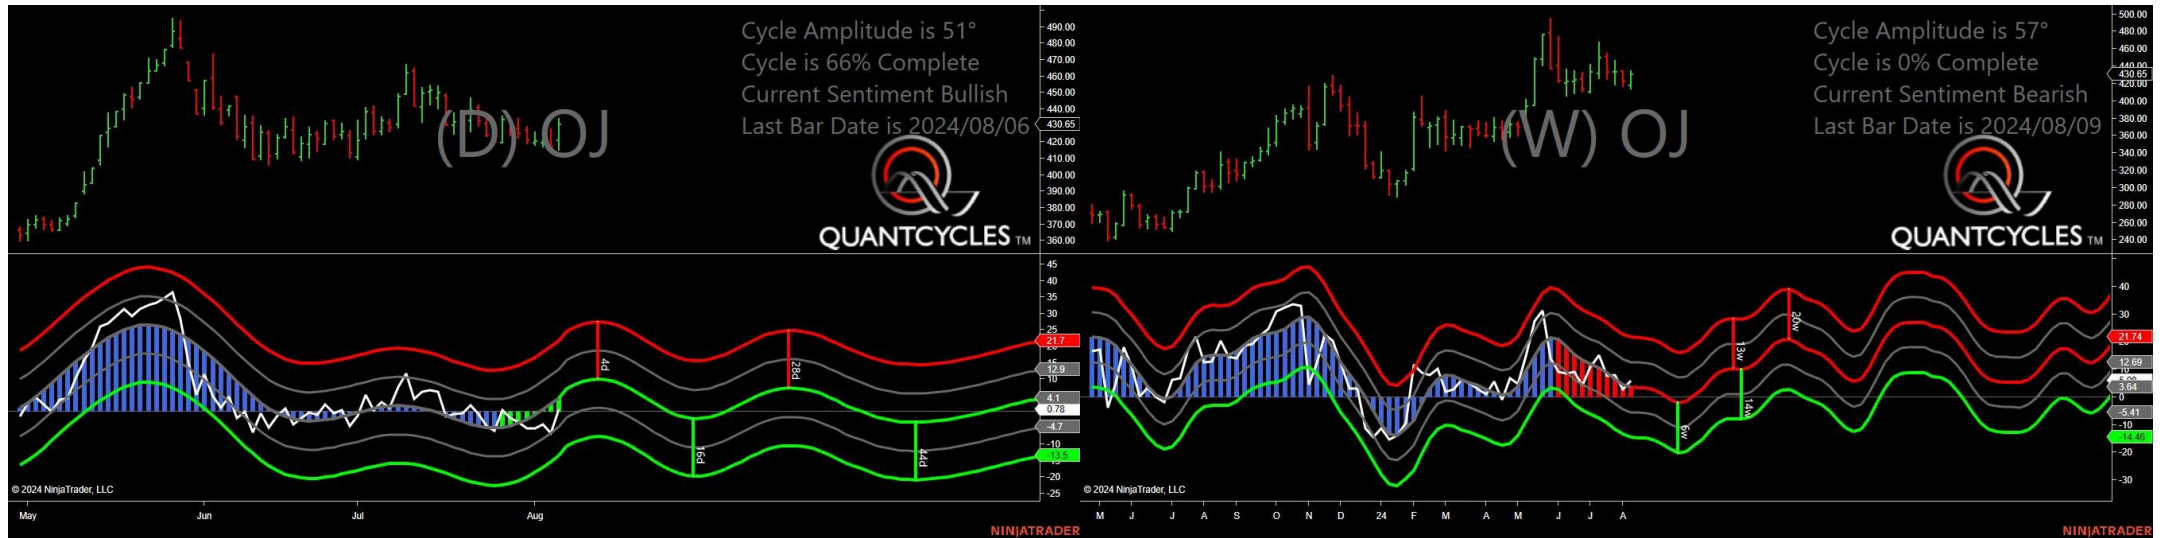 Cycle Amplitude is 51°
Cycle is 66% Complete
Current Sentiment Bullish
Last Bar Date is 2024/08/06
(D) OJ
QUANTCYCLES TM
490.00
480.00
470.00
460.00
450.00
440.00
430.65
420.00
410.00
400.00
390.00
380.00
370.00
360.00
45
40
35
30
25
21.7
15
12.9
10
4.1
0.78
-4.7
-10
-13.5
-20
-25
4d
16d
28d
44d
© 2024 NinjaTrader, LLC
May Jun Jul Aug
NINJATRADER
Cycle Amplitude is 57°
Cycle is 0% Complete
Current Sentiment Bearish
Last Bar Date is 2024/08/09
(W) OJ
QUANTCYCLES TM
500.00
480.00
460.00
440.00
430.65
420.00
400.00
380.00
360.00
340.00
320.00
300.00
280.00
260.00
240.00
40
30
21.74
12.69
3.64
0
-5.41
-10
-14.46
-20
-30
6w
13w
14w
20w
© 2024 NinjaTrader, LLC
M J J A S O N D 24 F M A M J J A
NINJATRADER